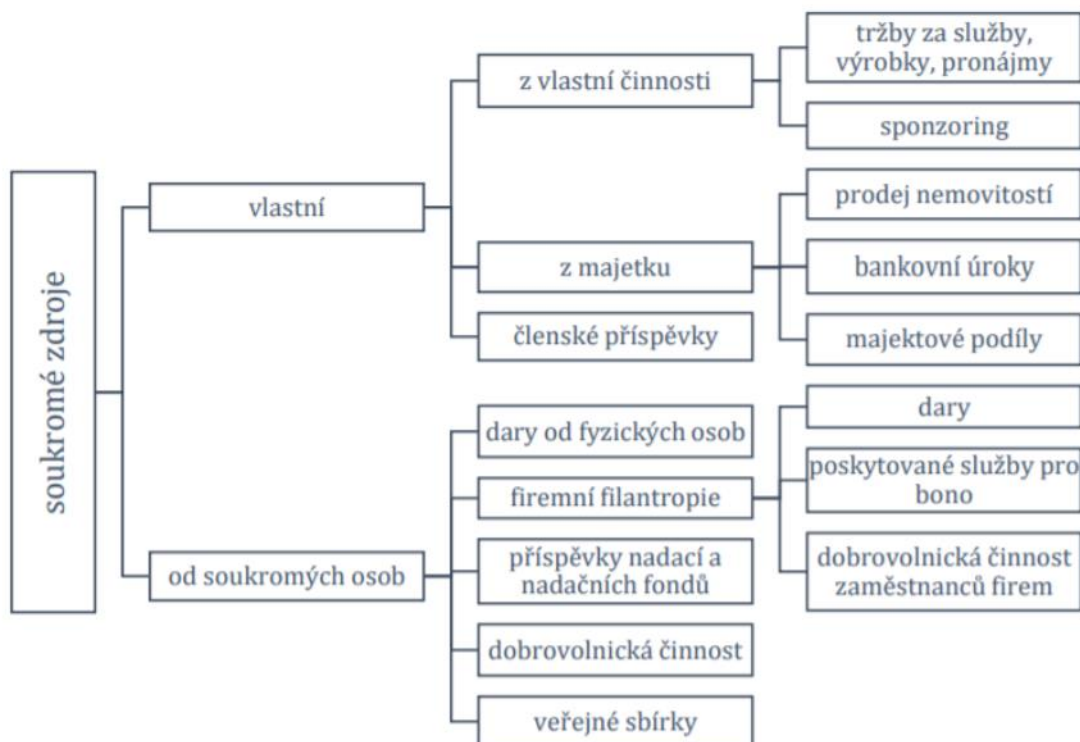 soukromé zdroje
vlastní
z vlastní činnosti
tržby za služby,
výrobky, pronájmy
sponzoring
z majetku
prodej nemovitostí
bankovní úroky
majektové podíly
členské příspěvky
od soukromých osob
dary od fyzických osob
firemní filantropie
dary
poskytované služby pro
bono
dobrovolnická činnost
zaměstnanců firem
příspěvky nadací a
nadačních fondů
dobrovolnická činnost
veřejné sbírky